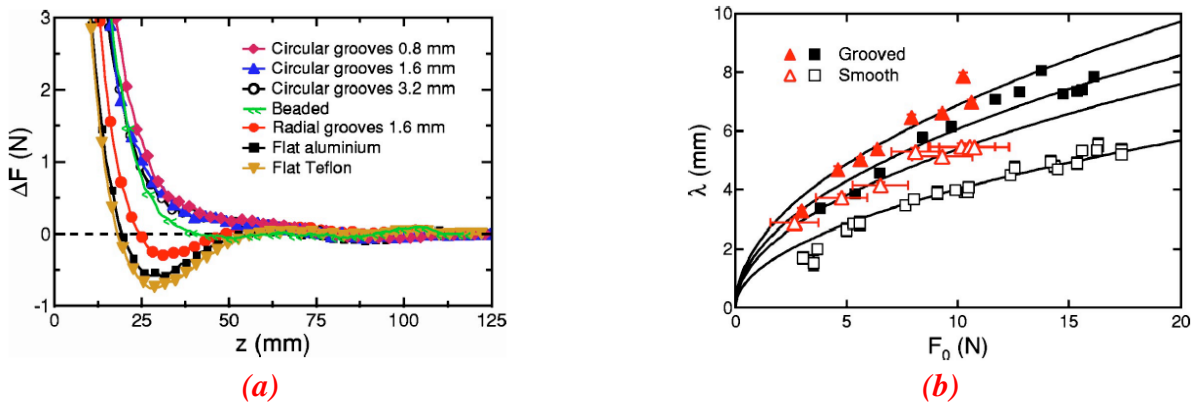 3
2
1
0
-1
ΔF (N)
Circular grooves 0.8 mm
Circular grooves 1.6 mm
Circular grooves 3.2 mm
Beaded
Radial grooves 1.6 mm
Flat aluminium
Flat Teflon
0 25 50 75 100 125
z (mm)
(a)
10
8
6
4
2
0
λ (mm)
Grooved
Smooth
0 5 10 15 20
F₀ (N)
(b)